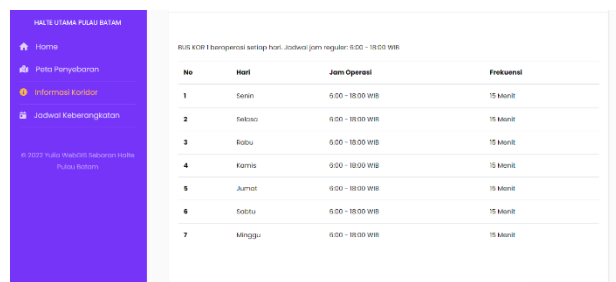 HALTE UTAMA PULAU BATAM
Home
Peta Penyebaran
Informasi Koridor
Jadwal Keberangkatan
© 2022 Yulia WebGIS Sebaran Halte
Pulau Batam
BUS KOR 1 beroperasi setiap hari. Jadwal jam reguler: 6:00 - 18:00 WIB
No Hari Jam Operasi Frekuensi
1 Senin 6:00 - 18:00 WIB 15 Menit
2 Selasa 6:00 - 18:00 WIB 15 Menit
3 Rabu 6:00 - 18:00 WIB 15 Menit
4 Kamis 6:00 - 18:00 WIB 15 Menit
5 Jumat 6:00 - 18:00 WIB 15 Menit
6 Sabtu 6:00 - 18:00 WIB 15 Menit
7 Minggu 6:00 - 18:00 WIB 15 Menit